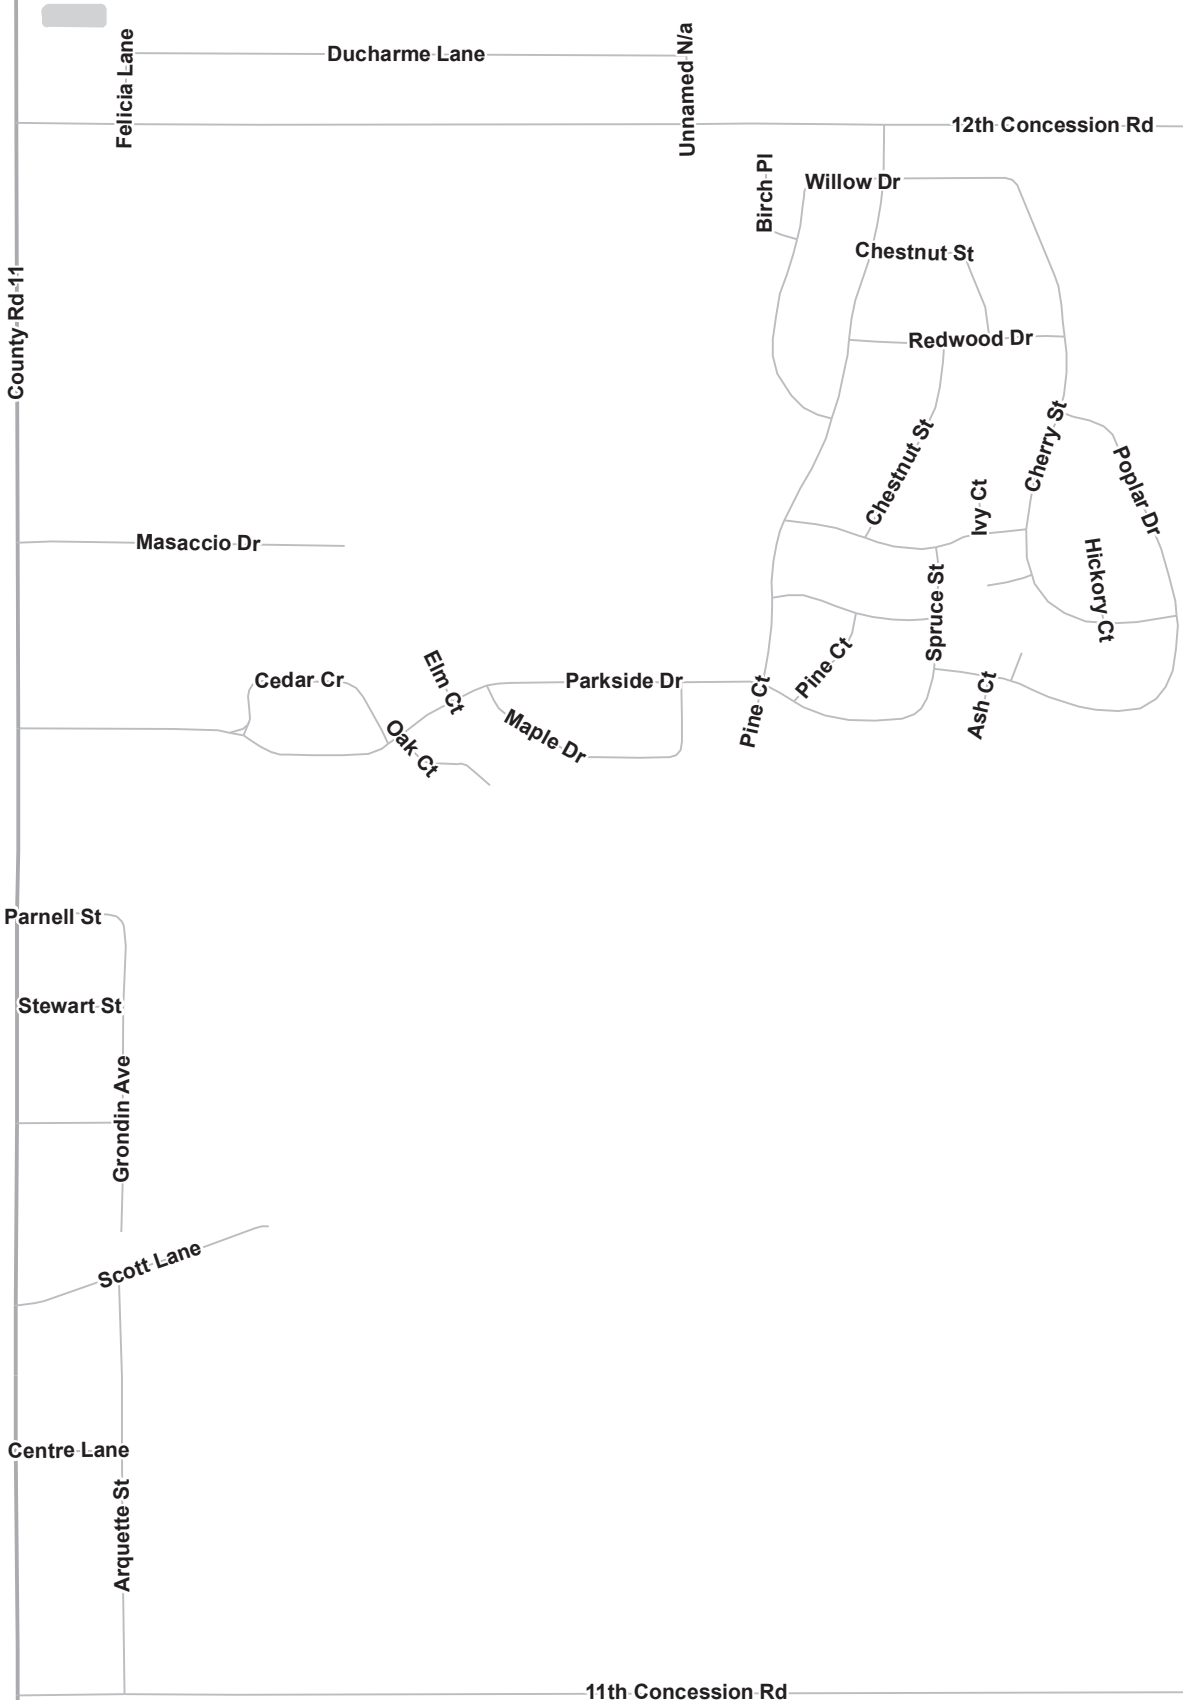 Felicia Lane
Ducharme Lane
Unnamed N/a
12th Concession Rd
Birch Pl
Willow Dr
Chestnut St
County Rd 11
Redwood Dr
Chestnut St
Cherry St
Poplar Dr
Ivy Ct
Masaccio Dr
Hickory Ct
Spruce St
Cedar Cr
Elm Ct
Parkside Dr
Pine Ct
Pine Ct
Ash Ct
Oak Ct
Maple Dr
Parnell St
Stewart St
Grondin Ave
Scott Lane
Centre Lane
Arquette St
11th Concession Rd